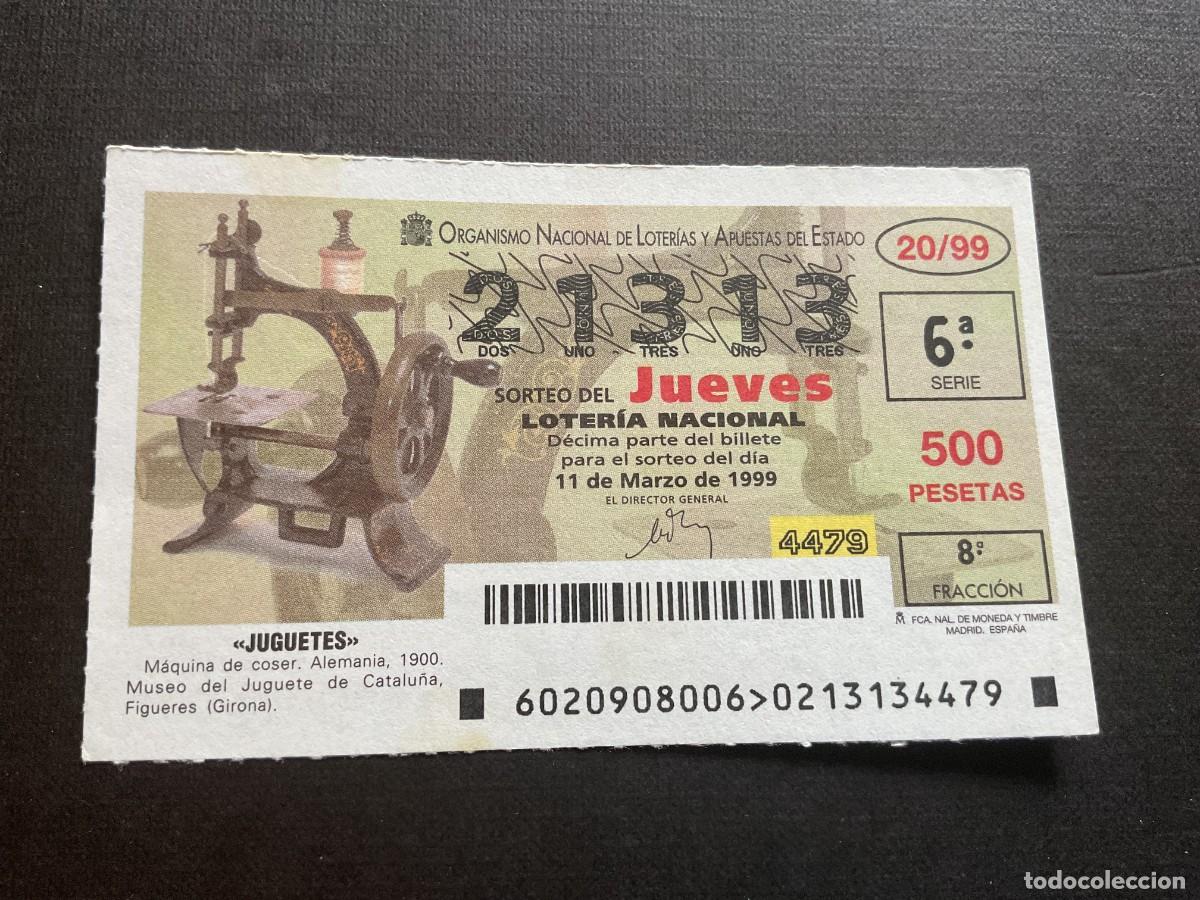 ORGANISMO NACIONAL DE LOTERÍAS Y APUESTAS DEL ESTADO
20/99
21313
DOS UNO TRES UNO TRES
6ª
SERIE
SORTEO DEL Jueves
LOTERÍA NACIONAL
Décima parte del billete
para el sorteo del día
11 de Marzo de 1999
EL DIRECTOR GENERAL
500
PESETAS
4479
8ª
FRACCIÓN
FCA. NAL. DE MONEDA Y TIMBRE
MADRID. ESPAÑA
«JUGUETES»
Máquina de coser. Alemania, 1900.
Museo del Juguete de Cataluña,
Figueres (Girona).
6020908006>0213134479
todocoleccion